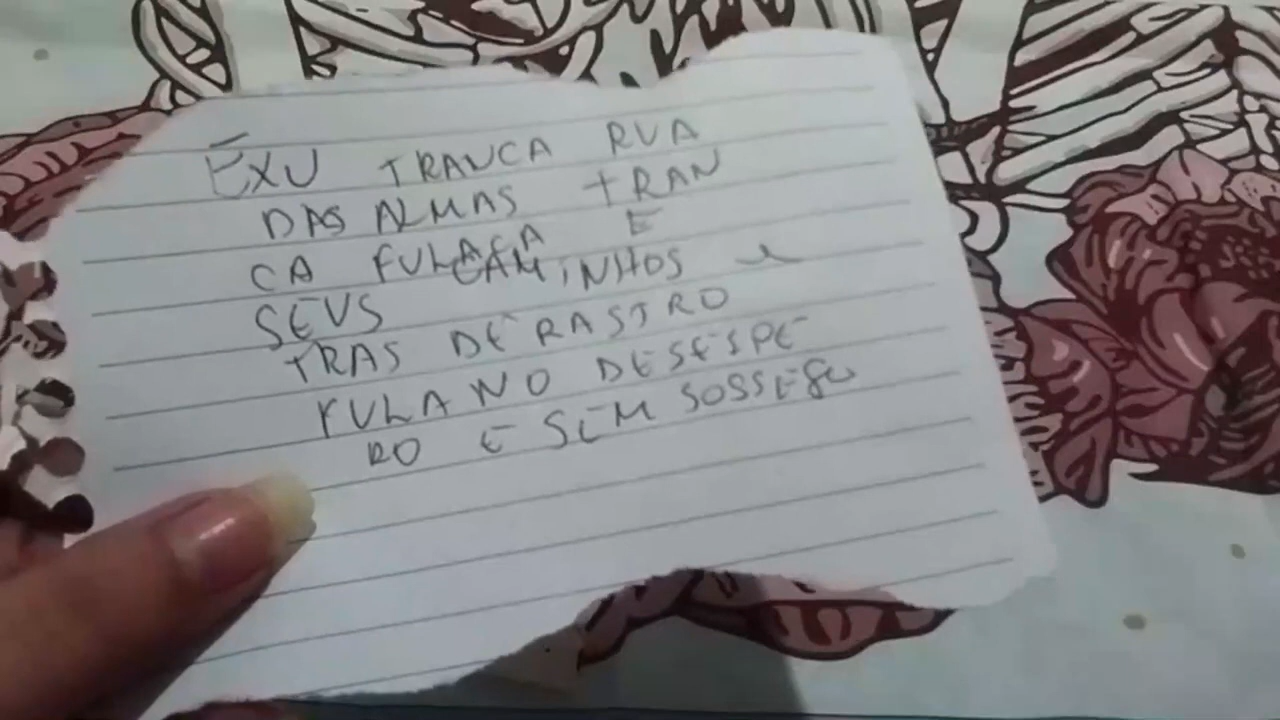 EXU TRANCA RUA
DAS ALMAS TRAN
CA FULACA E
SEUS CAMINHOS e
TRAS DE RASTRO
FULANO DESESPE
RO E SEM SOSSEGO